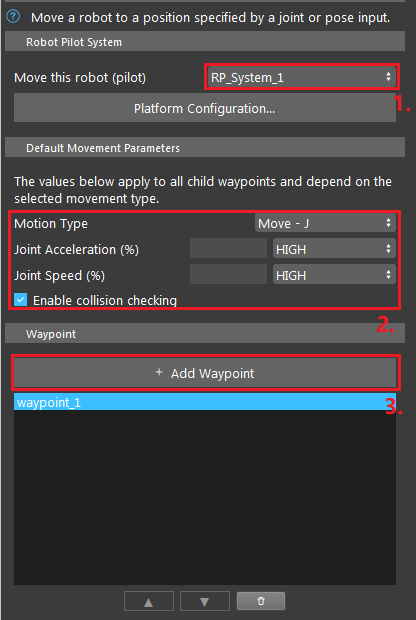 Move a robot to a position specified by a joint or pose input.
Robot Pilot System
Move this robot (pilot) RP_System_1
1.
Platform Configuration...
Default Movement Parameters
The values below apply to all child waypoints and depend on the
selected movement type.
Motion Type Move - J
Joint Acceleration (%) HIGH
Joint Speed (%) HIGH
Enable collision checking
2.
Waypoint
+ Add Waypoint
3.
waypoint_1